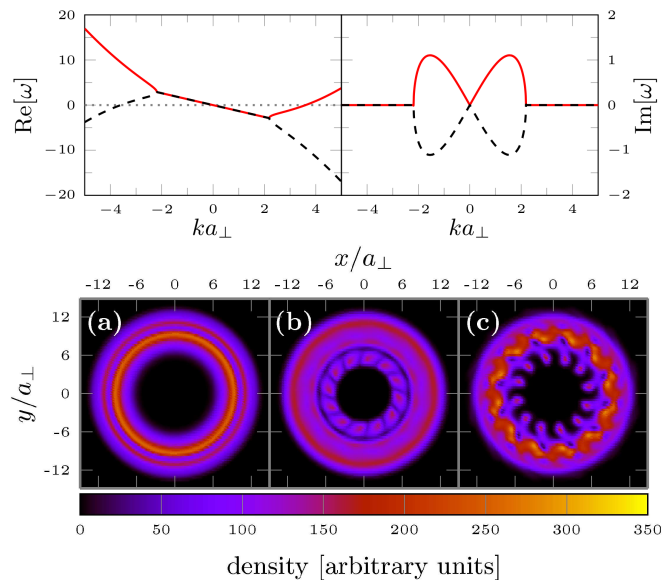 20
10
0
−10
−20
Re[ω]
−4 −2 0 2 4
ka⊥
2
1
0
−1
−2
Im[ω]
−4 −2 0 2 4
ka⊥
x/a⊥
-12 -6 0 6 12 -12 -6 0 6 12 -12 -6 0 6 12
12
6
0
-6
-12
y/a⊥
(a) (b) (c)
0 50 100 150 200 250 300 350
density [arbitrary units]